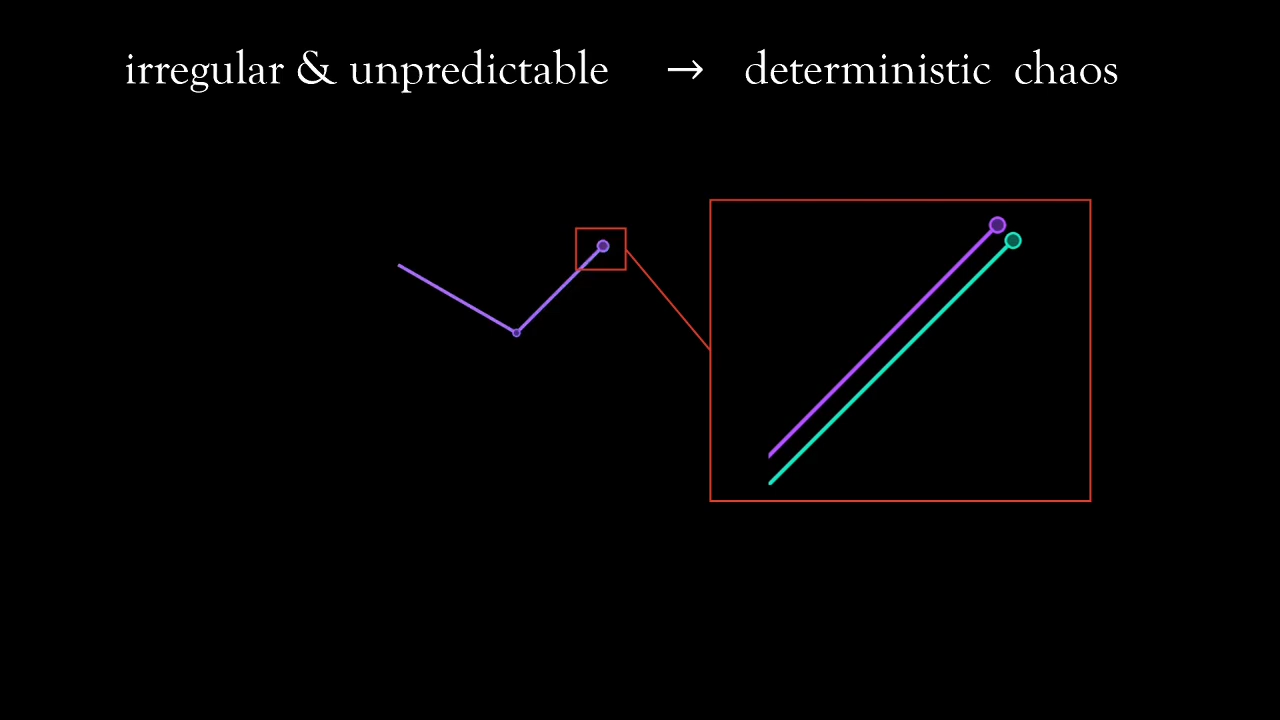 irregular & unpredictable → deterministic chaos